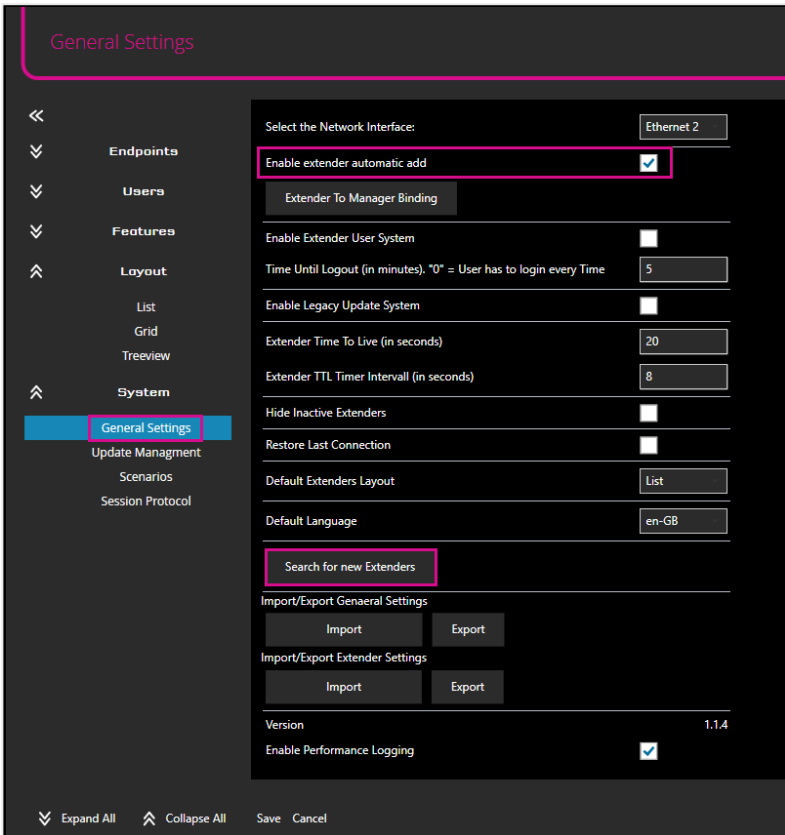 General Settings
Endpoints
Users
Features
Layout
List
Grid
Treeview
System
General Settings
Update Managment
Scenarios
Session Protocol
Select the Network Interface: Ethernet 2
Enable extender automatic add
Extender To Manager Binding
Enable Extender User System
Time Until Logout (in minutes). "0" = User has to login every Time 5
Enable Legacy Update System
Extender Time To Live (in seconds) 20
Extender TTL Timer Intervall (in seconds) 8
Hide Inactive Extenders
Restore Last Connection
Default Extenders Layout List
Default Language en-GB
Search for new Extenders
Import/Export Genaeral Settings
Import Export
Import/Export Extender Settings
Import Export
Version 1.1.4
Enable Performance Logging
Expand All Collapse All Save Cancel